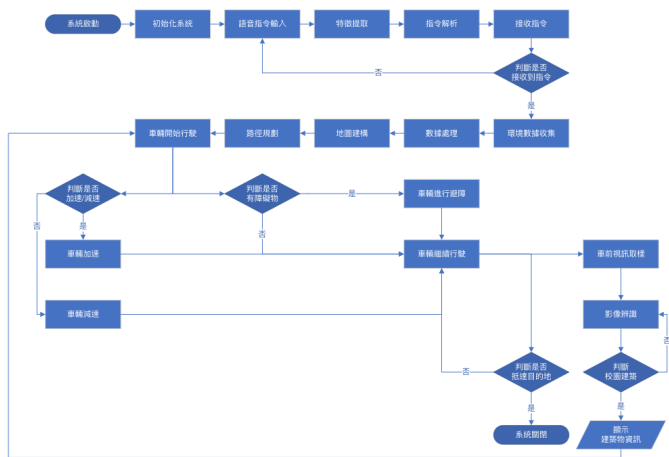 系統啟動
初始化系統
語音指令輸入
特徵提取
指令解析
接收指令
否
判斷是否
接收到指令
是
車輛開始行駛
路徑規劃
地圖建構
數據處理
環境數據收集
判斷是否
加速/減速
判斷是否
有障礙物
是
車輛進行避障
否
是
否
車輛加速
車輛繼續行駛
車前視訊取樣
車輛減速
影像辨識
否
否
判斷是否
抵達目的地
判斷
校園建築
是
是
系統關閉
顯示
建築物資訊